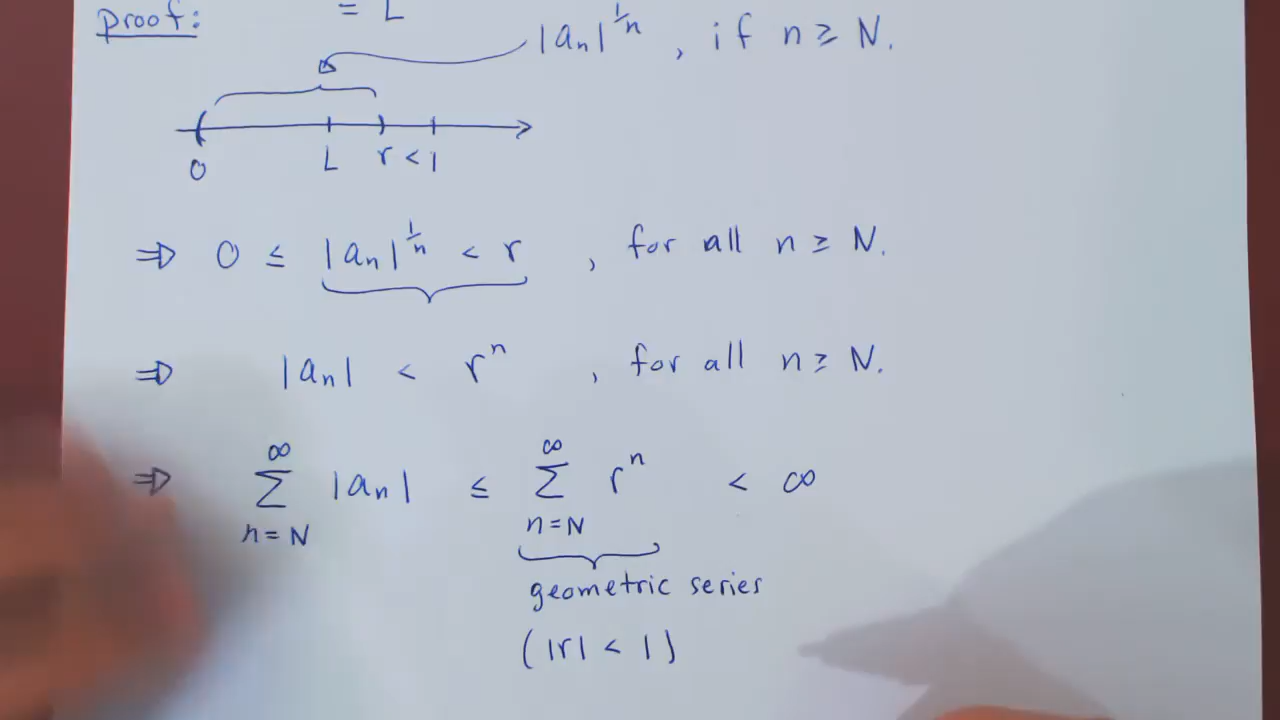 = L
Proof:
|aₙ|^{1/n} , if n ≥ N.
0 L r < 1
⇒ 0 ≤ |aₙ|^{1/n} < r , for all n ≥ N.
⇒ |aₙ| < rⁿ , for all n ≥ N.
⇒ ∑_{n=N}^{∞} |aₙ| ≤ ∑_{n=N}^{∞} rⁿ < ∞
geometric series
(|r| < 1)